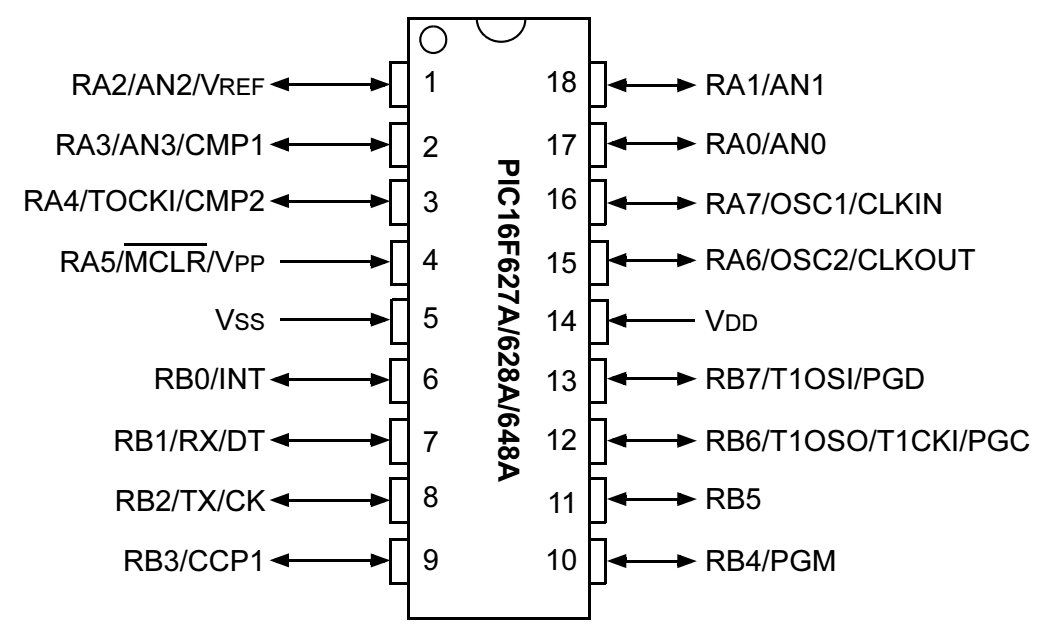 RA2/AN2/VREF 1 18 RA1/AN1
RA3/AN3/CMP1 2 17 RA0/AN0
RA4/TOCKI/CMP2 3 16 RA7/OSC1/CLKIN
RA5/MCLR/VPP 4 15 RA6/OSC2/CLKOUT
VSS 5 14 VDD
RB0/INT 6 13 RB7/T1OSI/PGD
RB1/RX/DT 7 12 RB6/T1OSO/T1CKI/PGC
RB2/TX/CK 8 11 RB5
RB3/CCP1 9 10 RB4/PGM
PIC16F627A/628A/648A